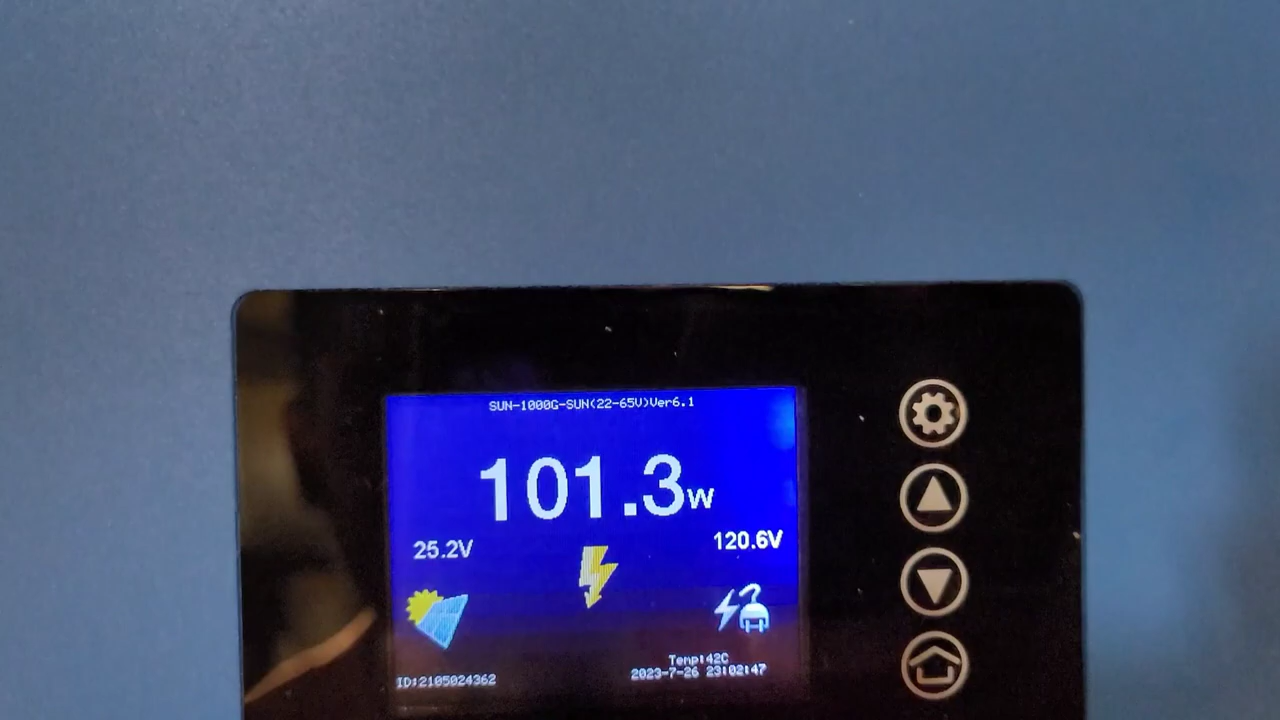 SUN-1000G-SUN(22-65V)Ver6.1
101.3W
25.2V
120.6V
Temp:42C
ID:2105024362
2023-7-26 23:02:47